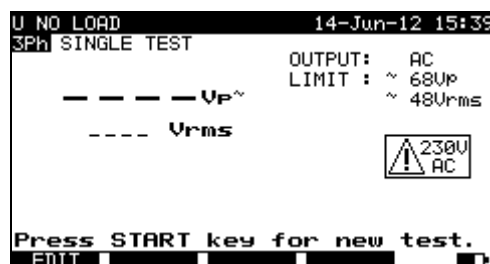 U NO LOAD 14-Jun-12 15:39
3Ph SINGLE TEST
OUTPUT: AC
LIMIT : ~ 68Vp
~ 48Vrms
– – – – Vp~
_ _ _ _ Vrms
230V
AC
Press START key for new test.
EDIT